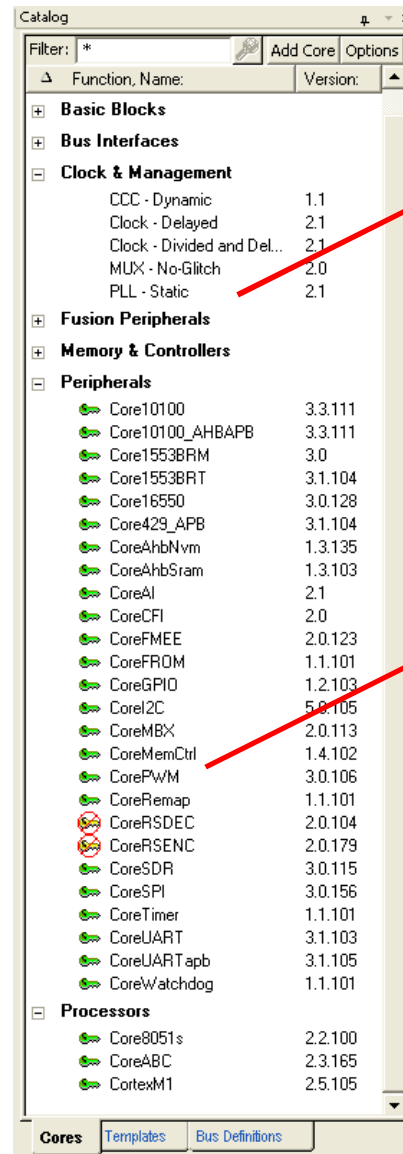 Catalog
Filter: * Add Core Options
Function, Name: Version:
Basic Blocks
Bus Interfaces
Clock & Management
CCC - Dynamic 1.1
Clock - Delayed 2.1
Clock - Divided and Del... 2.1
MUX - No-Glitch 2.0
PLL - Static 2.1
Fusion Peripherals
Memory & Controllers
Peripherals
Core10100 3.3.111
Core10100_AHBAPB 3.3.111
Core1553BRM 3.0
Core1553BRT 3.1.104
Core16550 3.0.128
Core429_APB 3.1.104
CoreAhbNvm 1.3.135
CoreAhbSram 1.3.103
CoreAI 2.1
CoreCFI 2.0
CoreFMEE 2.0.123
CoreFROM 1.1.101
CoreGPIO 1.2.103
CoreI2C 5.0.105
CoreMBX 2.0.113
CoreMemCtrl 1.4.102
CorePWM 3.0.106
CoreRemap 1.1.101
CoreRSDEC 2.0.104
CoreRSENC 2.0.179
CoreSDR 3.0.115
CoreSPI 3.0.156
CoreTimer 1.1.101
CoreUART 3.1.103
CoreUARTapb 3.1.105
CoreWatchdog 1.1.101
Processors
Core8051s 2.2.100
CoreABC 2.3.165
CortexM1 2.5.105
Cores Templates Bus Definitions